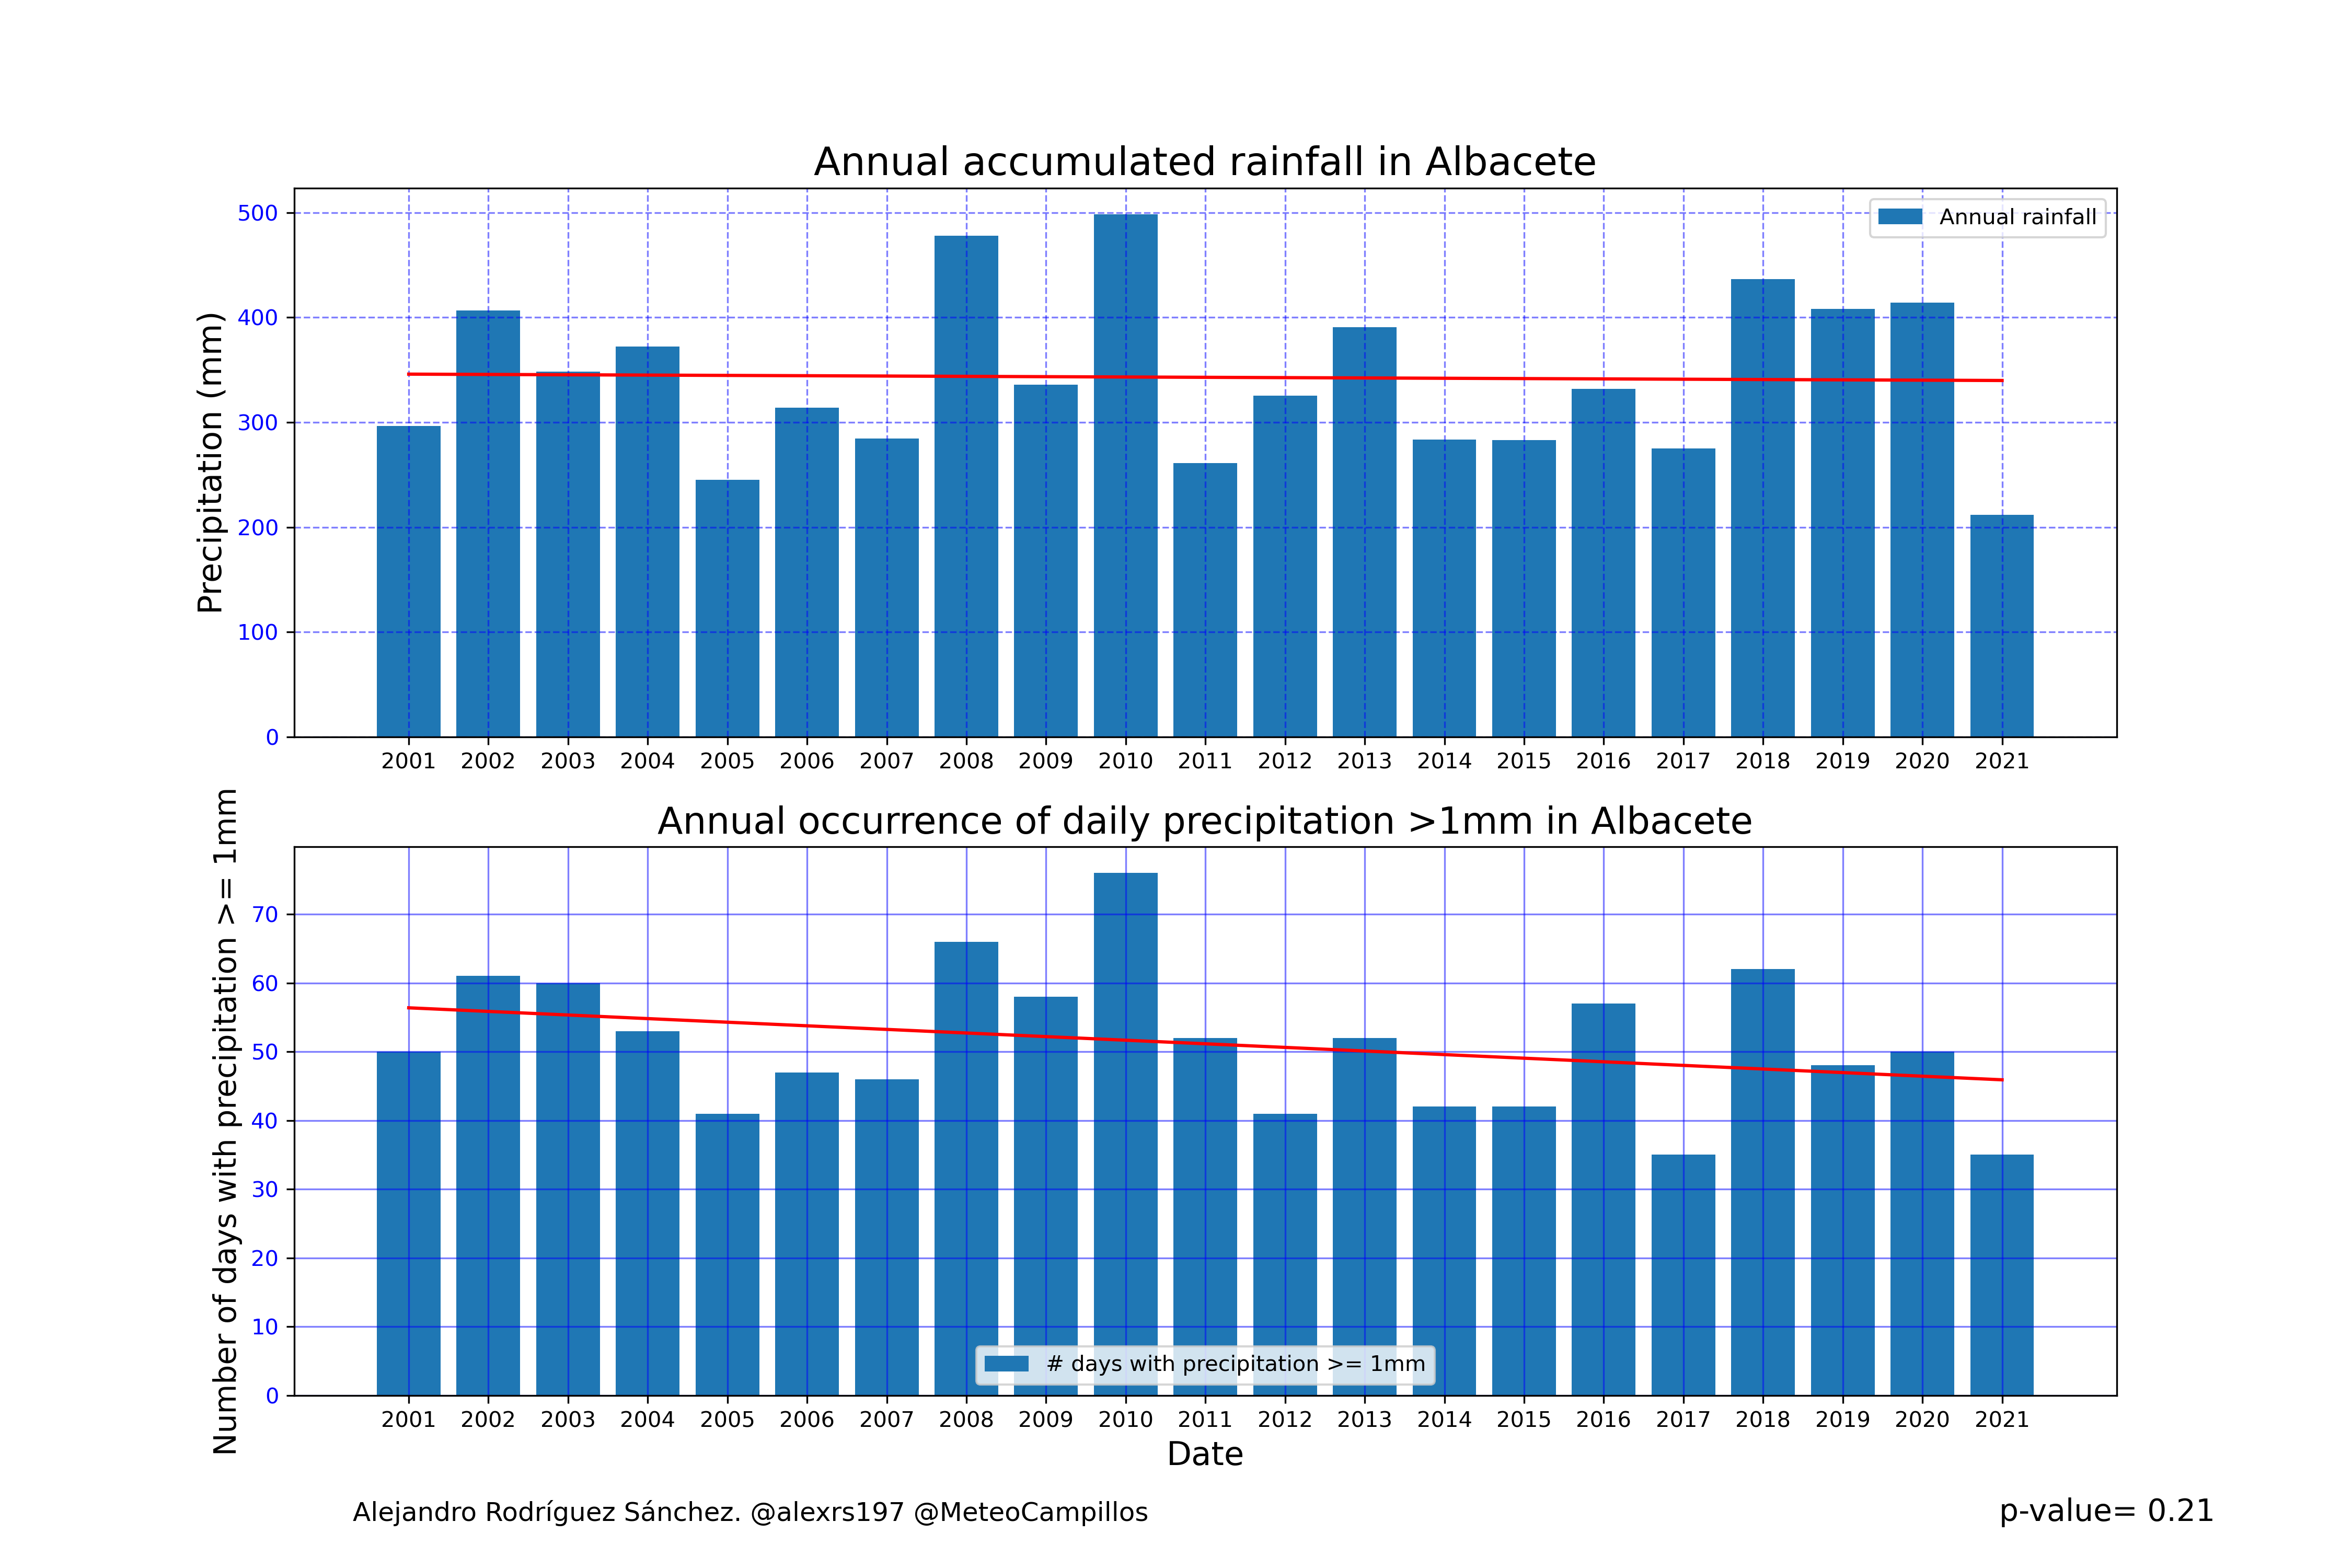 Annual accumulated rainfall in Albacete
Precipitation (mm)
500
400
300
200
100
0
Annual rainfall
2001 2002 2003 2004 2005 2006 2007 2008 2009 2010 2011 2012 2013 2014 2015 2016 2017 2018 2019 2020 2021
Annual occurrence of daily precipitation >1mm in Albacete
Number of days with precipitation >= 1mm
70
60
50
40
30
20
10
0
# days with precipitation >= 1mm
2001 2002 2003 2004 2005 2006 2007 2008 2009 2010 2011 2012 2013 2014 2015 2016 2017 2018 2019 2020 2021
Date
Alejandro Rodríguez Sánchez. @alexrs197 @MeteoCampillos
p-value= 0.21